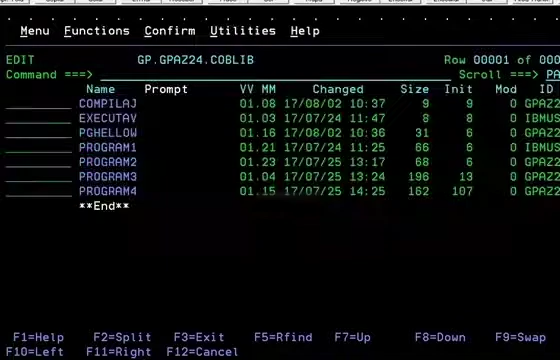 Menu Functions Confirm Utilities Help
EDIT GP.GPAZ24.COBLIB Row 00001 of 000
Command ===> Scroll ===> PA
Name Prompt VV MM Changed Size Init Mod ID
COMPILAJ 01.08 17/08/02 10:37 9 9 0 GPAZ2
EXECUTAV 01.03 17/07/24 11:47 8 8 0 IBMUS
PGHELLOW 01.16 17/08/02 10:36 31 6 0 GPAZ2
PROGRAM1 01.21 17/07/24 11:25 66 6 0 IBMUS
PROGRAM2 01.23 17/07/25 13:17 68 6 0 GPAZ2
PROGRAM3 01.04 17/07/25 13:24 196 13 0 GPAZ2
PROGRAM4 01.15 17/07/25 14:25 162 107 0 GPAZ2
**End**
F1=Help F2=Split F3=Exit F5=Rfind F7=Up F8=Down F9=Swap
F10=Left F11=Right F12=Cancel